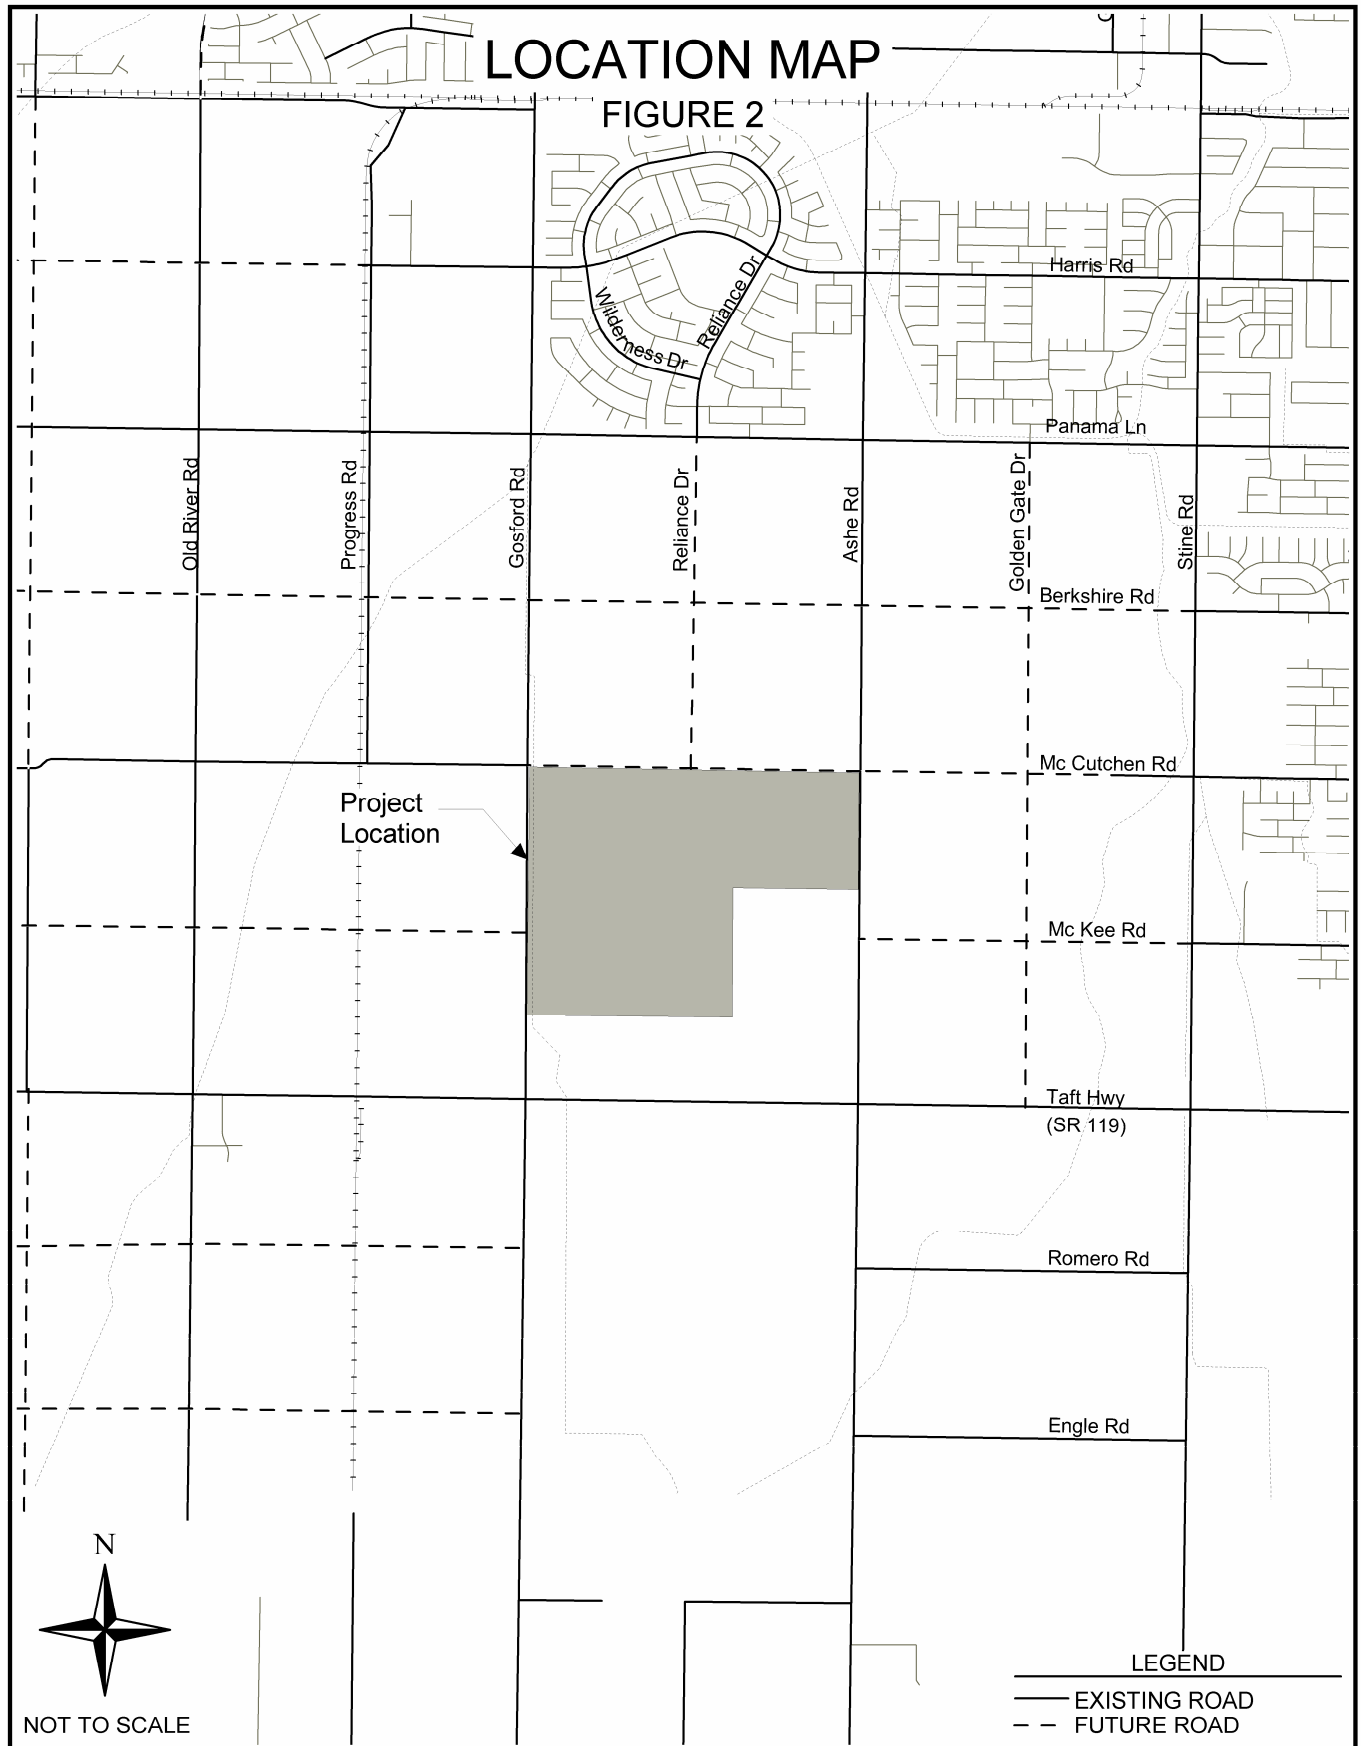 LOCATION MAP
FIGURE 2
Harris Rd
Reliance Dr
Wilderness Dr
Panama Ln
Old River Rd
Progress Rd
Gosford Rd
Reliance Dr
Ashe Rd
Golden Gate Dr
Stine Rd
Berkshire Rd
Mc Cutchen Rd
Project
Location
Mc Kee Rd
Taft Hwy
(SR 119)
Romero Rd
Engle Rd
N
NOT TO SCALE
LEGEND
EXISTING ROAD
FUTURE ROAD